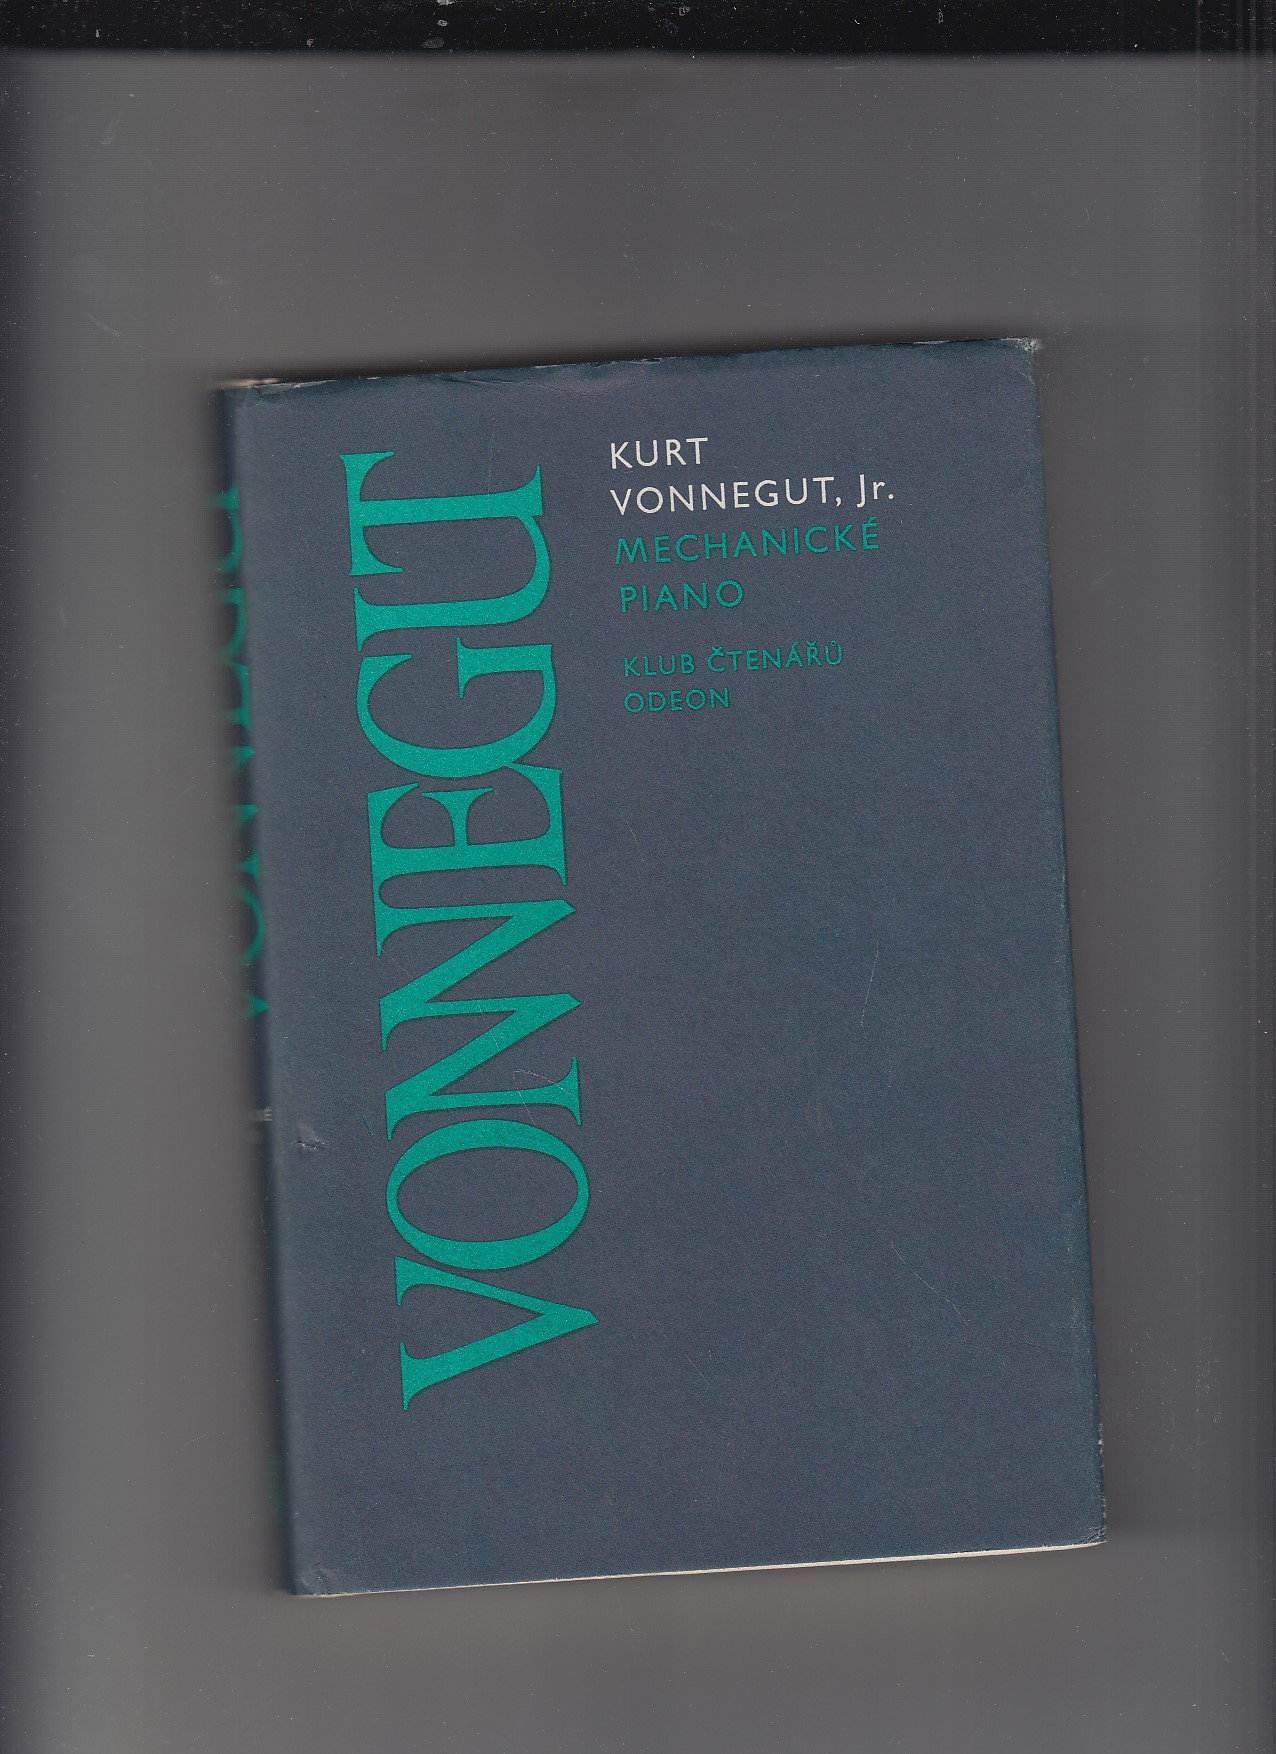 VONNEGUT
KURT
VONNEGUT, Jr.
MECHANICKÉ
PIANO
KLUB ČTENÁŘŮ
ODEON